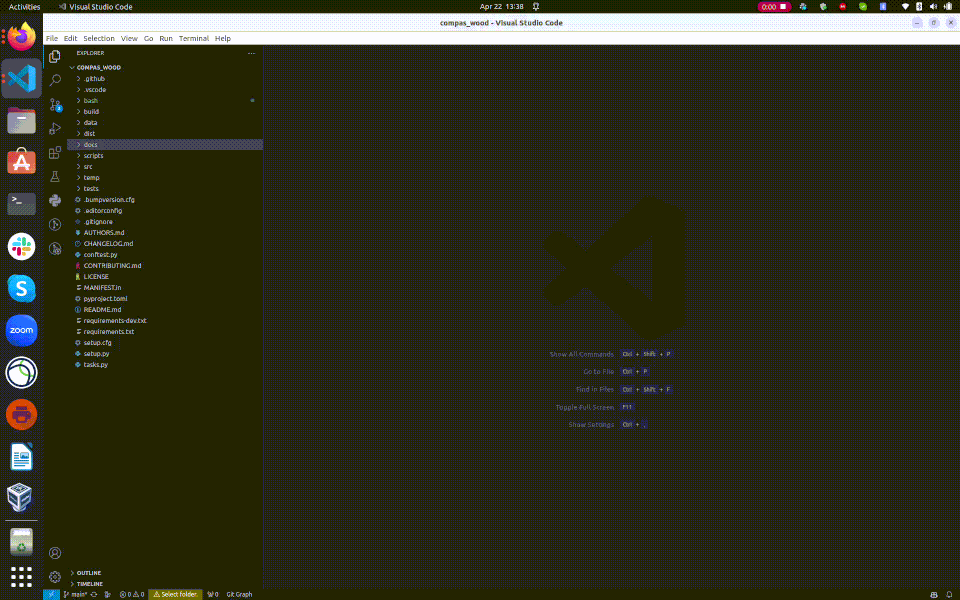 Activities
Visual Studio Code
Apr 22 13:38
0:00
compas_wood - Visual Studio Code
File Edit Selection View Go Run Terminal Help
EXPLORER
COMPAS_WOOD
.github
.vscode
bash
build
data
dist
docs
scripts
src
temp
tests
.bumpversion.cfg
.editorconfig
.gitignore
AUTHORS.md
CHANGELOG.md
conftest.py
CONTRIBUTING.md
LICENSE
MANIFEST.in
pyproject.toml
README.md
requirements-dev.txt
requirements.txt
setup.cfg
setup.py
tasks.py
Show All Commands Ctrl + Shift + P
Go to File Ctrl + P
Find in Files Ctrl + Shift + F
Toggle Full Screen F11
Show Settings Ctrl + ,
zoom
OUTLINE
TIMELINE
main* 0 0 Select folder. 0 Git Graph